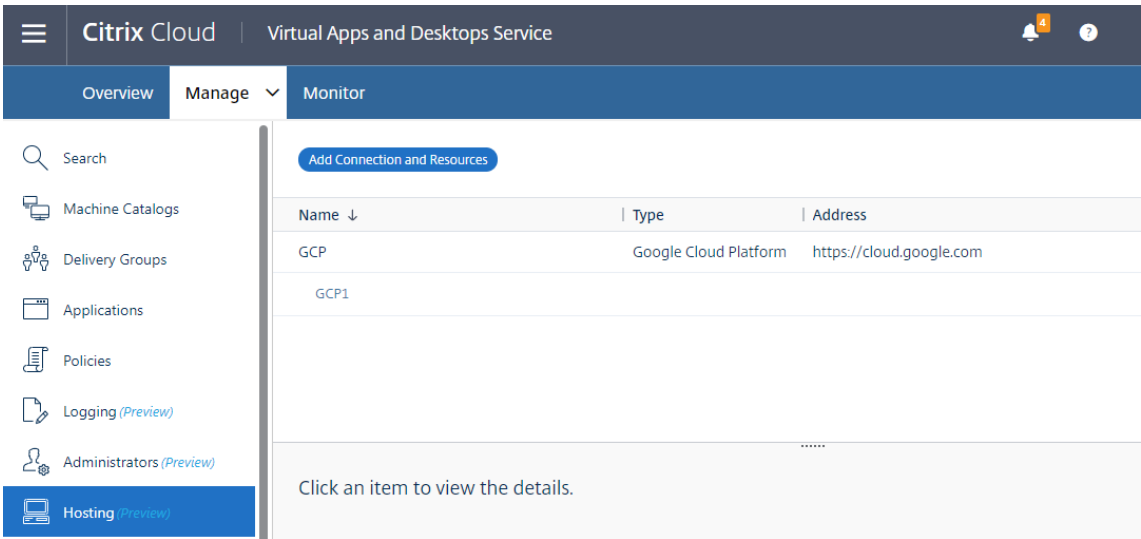 Citrix Cloud Virtual Apps and Desktops Service 4 ?
Overview Manage Monitor
Search
Machine Catalogs
Delivery Groups
Applications
Policies
Logging (Preview)
Administrators (Preview)
Hosting (Preview)
Add Connection and Resources
Name ↓ Type Address
GCP Google Cloud Platform https://cloud.google.com
GCP1
Click an item to view the details.